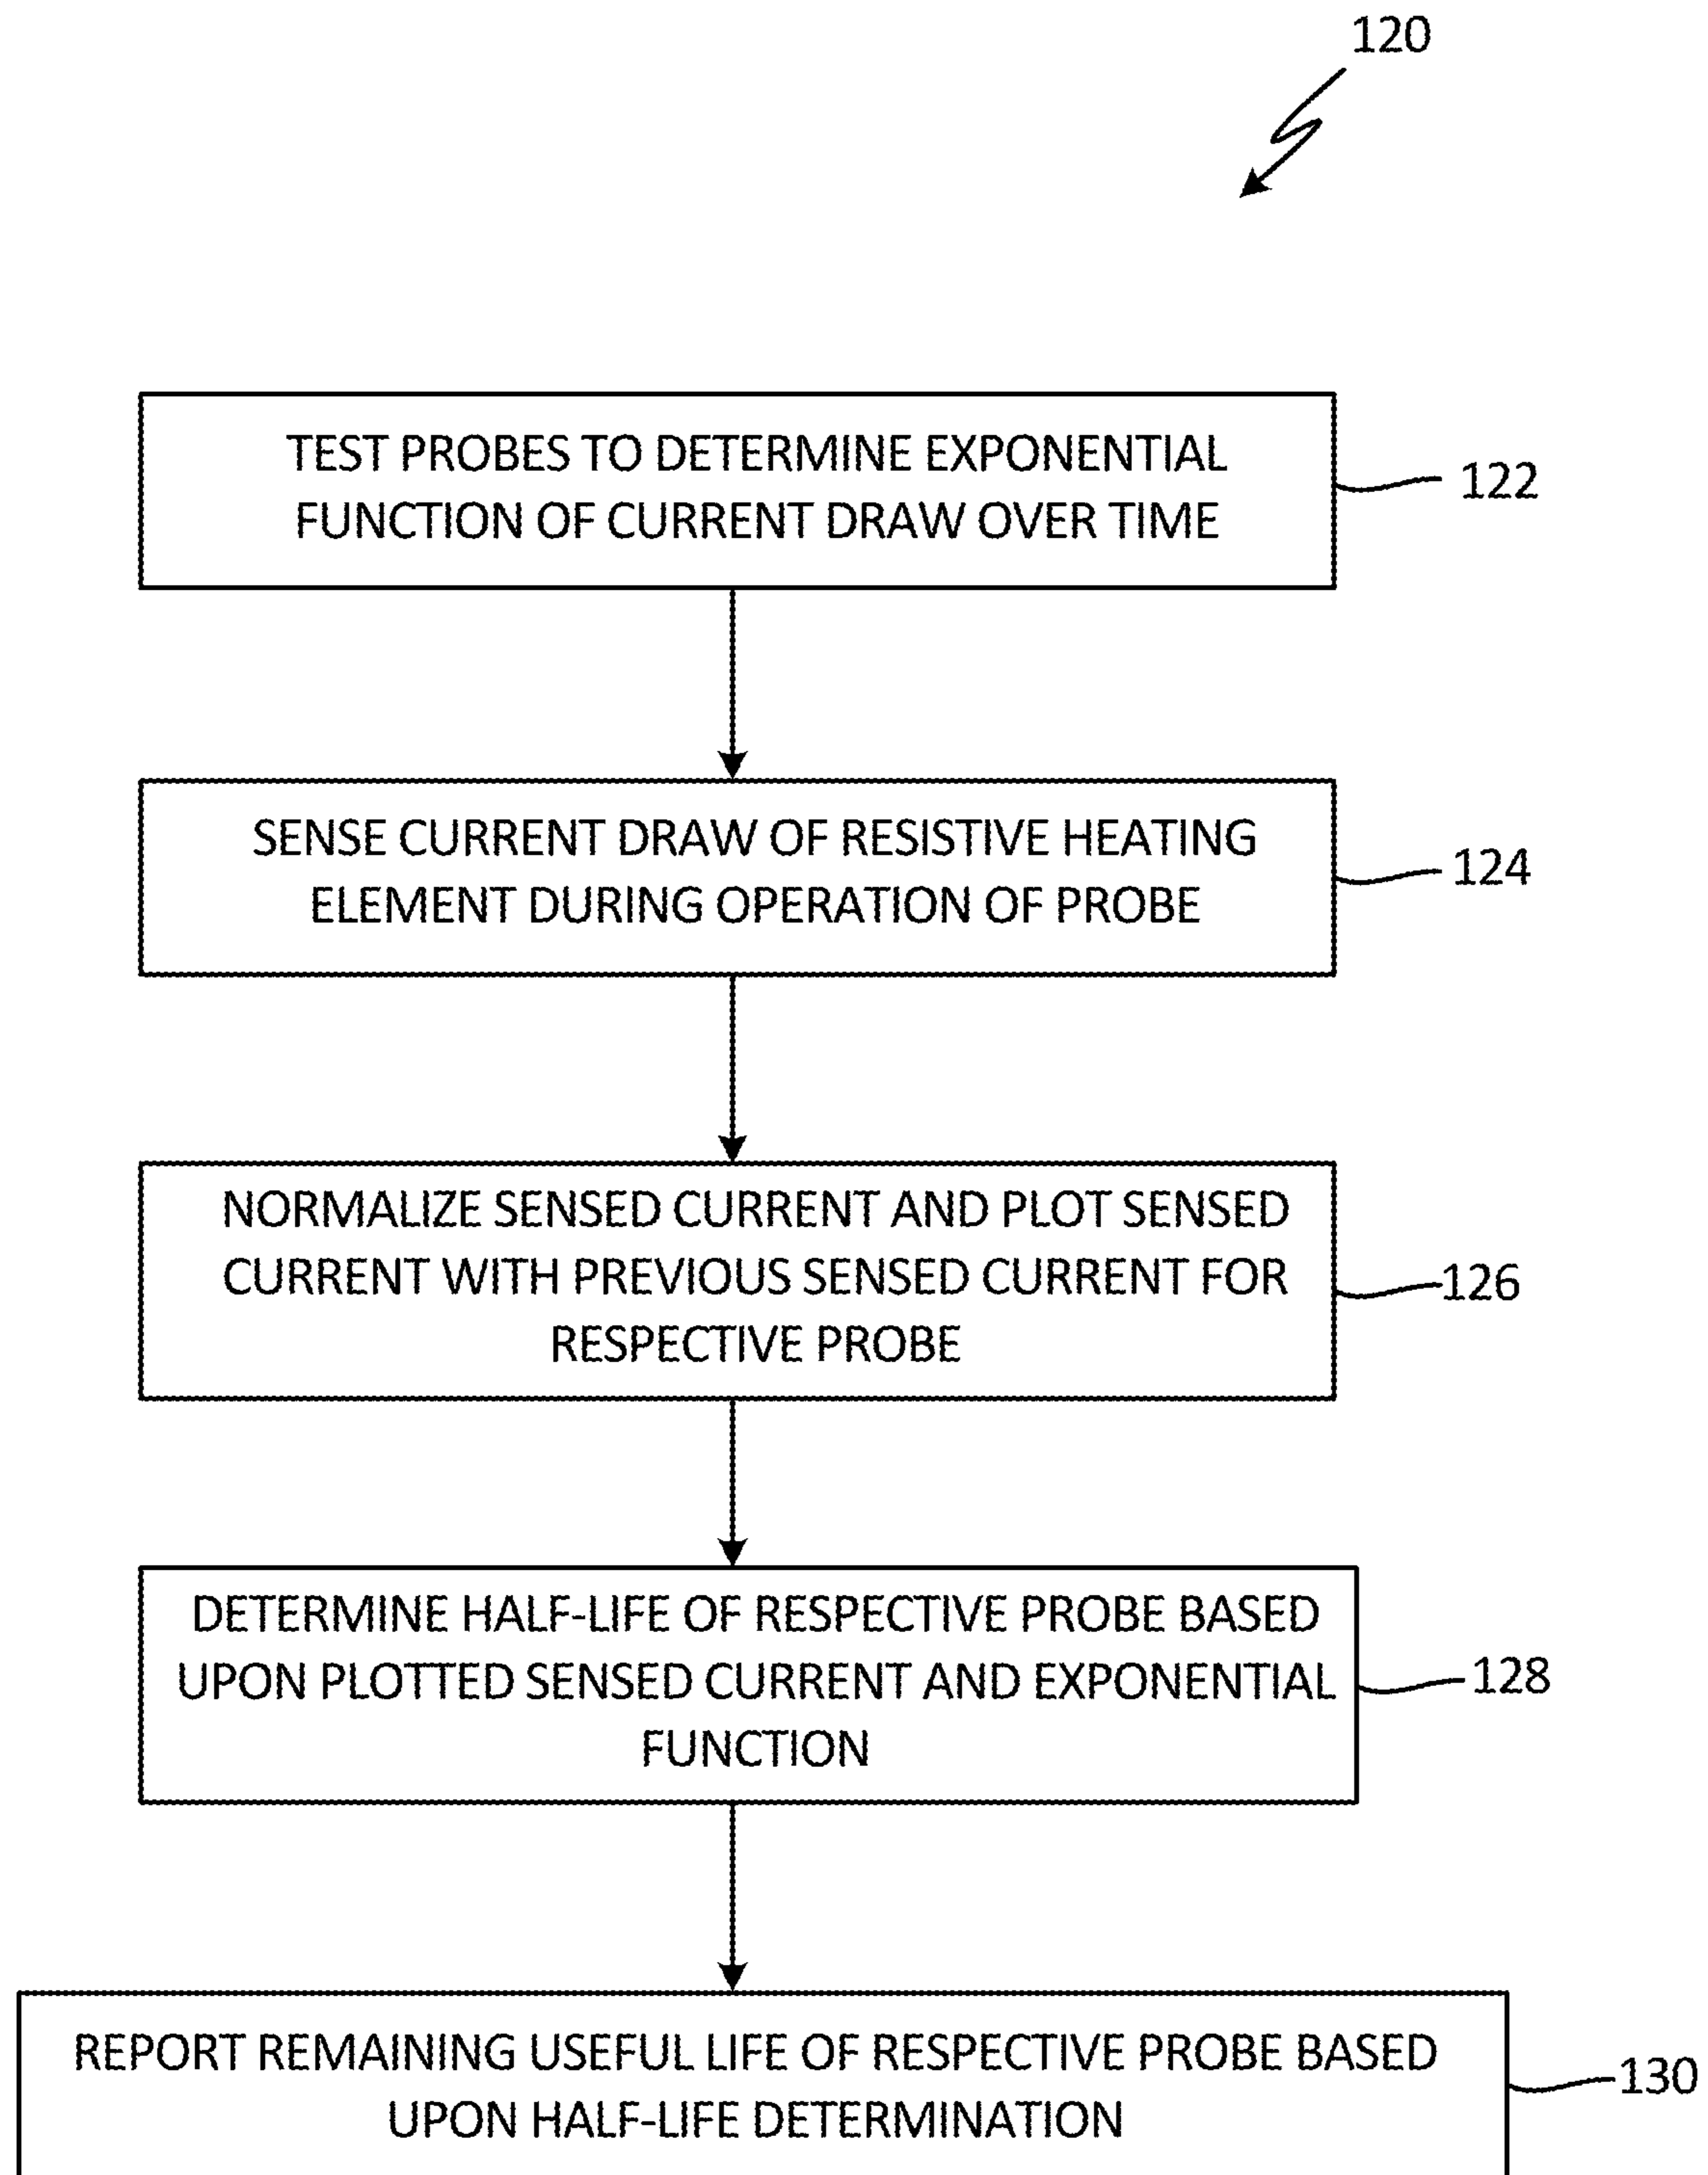 120
TEST PROBES TO DETERMINE EXPONENTIAL
FUNCTION OF CURRENT DRAW OVER TIME
122
SENSE CURRENT DRAW OF RESISTIVE HEATING
ELEMENT DURING OPERATION OF PROBE
124
NORMALIZE SENSED CURRENT AND PLOT SENSED
CURRENT WITH PREVIOUS SENSED CURRENT FOR
RESPECTIVE PROBE
126
DETERMINE HALF-LIFE OF RESPECTIVE PROBE BASED
UPON PLOTTED SENSED CURRENT AND EXPONENTIAL
FUNCTION
128
REPORT REMAINING USEFUL LIFE OF RESPECTIVE PROBE BASED
UPON HALF-LIFE DETERMINATION
130